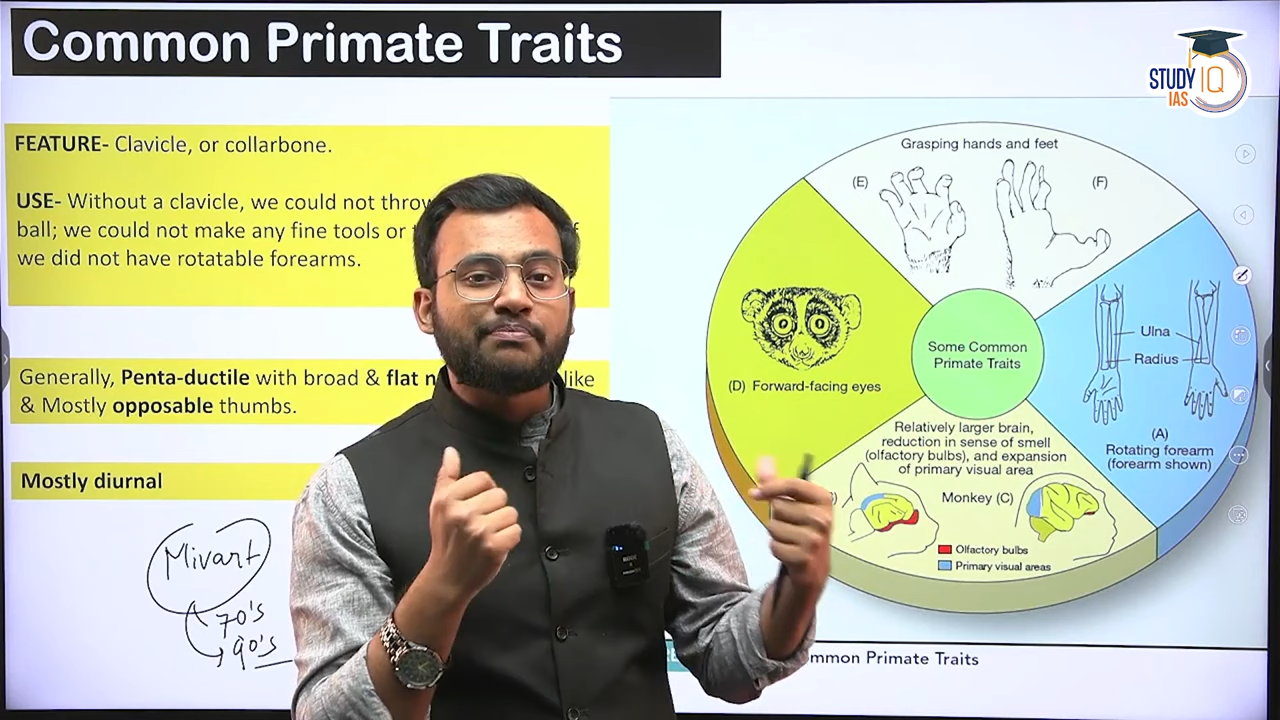 Common Primate Traits
STUDY IQ
IAS
FEATURE- Clavicle, or collarbone.
USE- Without a clavicle, we could not throw
ball; we could not make any fine tools or
we did not have rotatable forearms.
Generally, Penta-ductile with broad & flat
like
& Mostly opposable thumbs.
Mostly diurnal
Mivart
70's
90's
Grasping hands and feet
(E)
(F)
Ulna
Radius
Some Common
Primate Traits
(D) Forward-facing eyes
(A)
Rotating forearm
(forearm shown)
Relatively larger brain,
reduction in sense of smell
(olfactory bulbs), and expansion
of primary visual area
Monkey (C)
Olfactory bulbs
Primary visual areas
Primate Traits